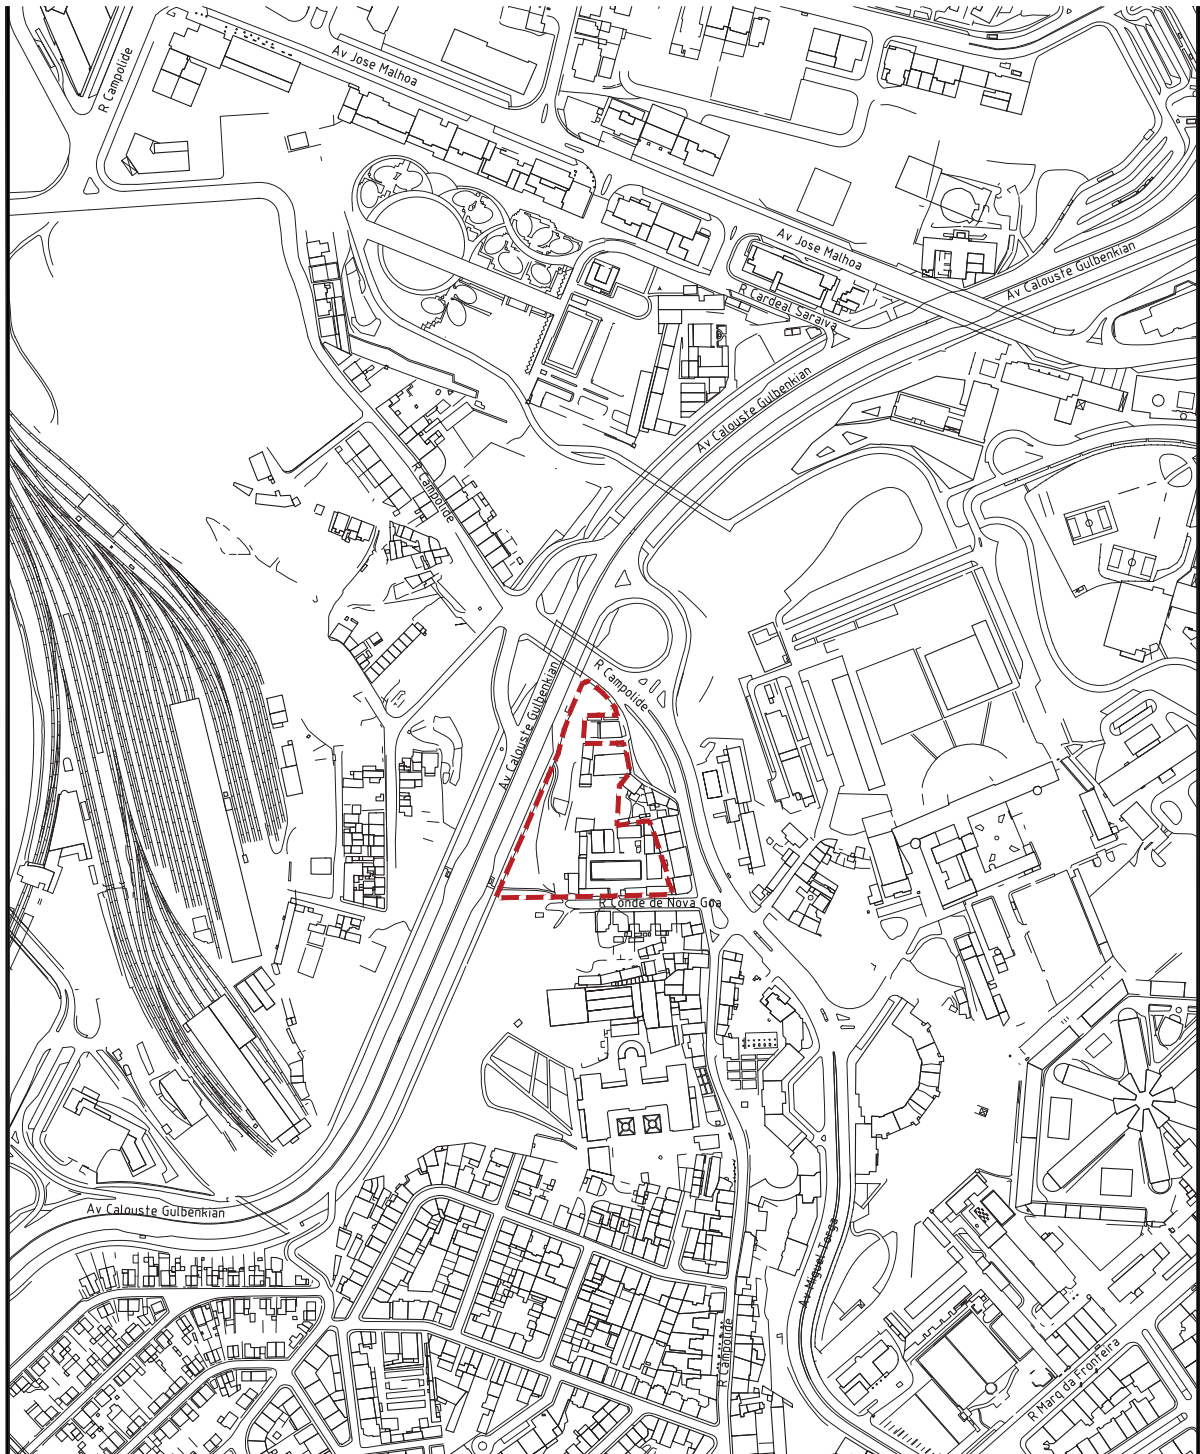 R Campolide
Av Jose Malhoa
Av Jose Malhoa
Av Calouste Gulbenkian
R Cardeal Saraiva
Av Calouste Gulbenkian
R Campolide
R Campolide
Av Calouste Gulbenkian
R Conde de Nova Goa
Av Calouste Gulbenkian
Av Miguel Torga
R Campolide
R Marq da Fronteira